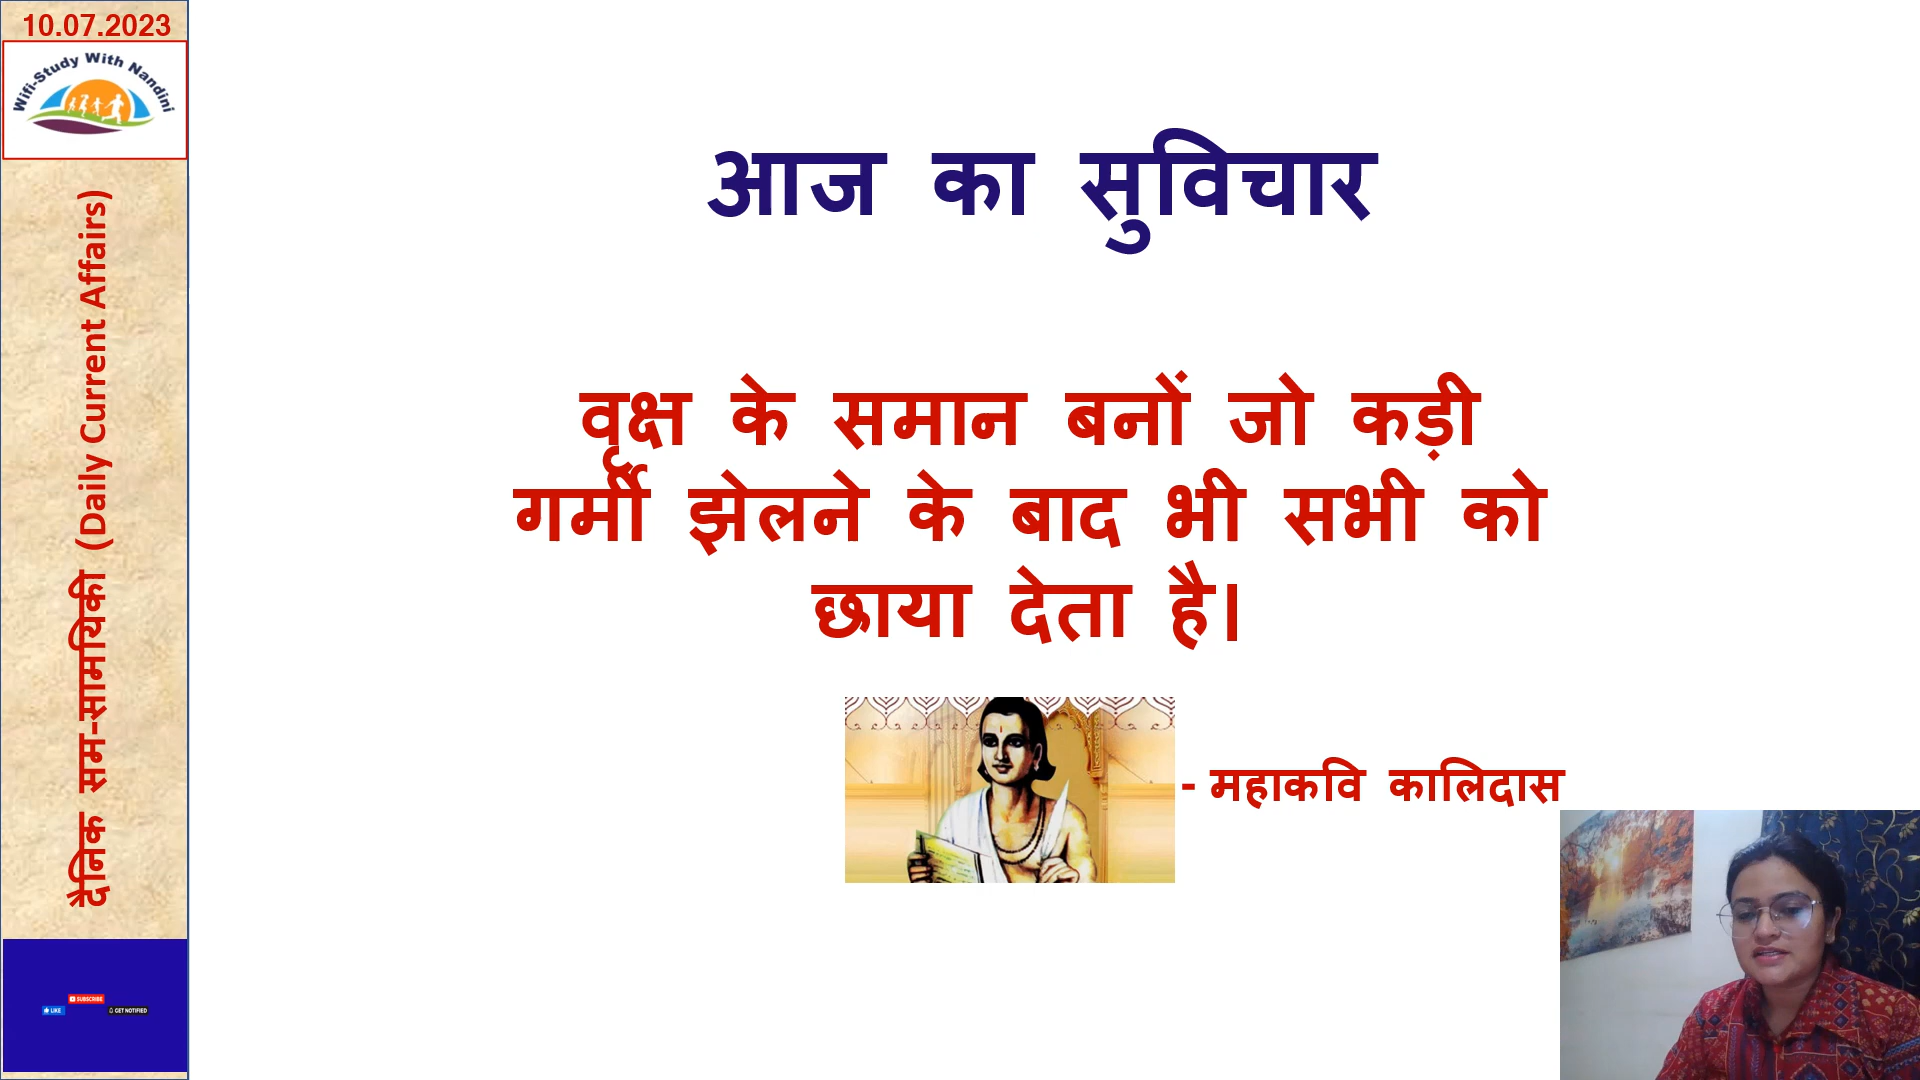 10.07.2023
Wifi-Study With Nandini
दैनिक सम-सामयिकी (Daily Current Affairs)
SUBSCRIBE
LIKE
GET NOTIFIED
आज का सुविचार
वृक्ष के समान बनों जो कड़ी
गर्मी झेलने के बाद भी सभी को
छाया देता है।
- महाकवि कालिदास